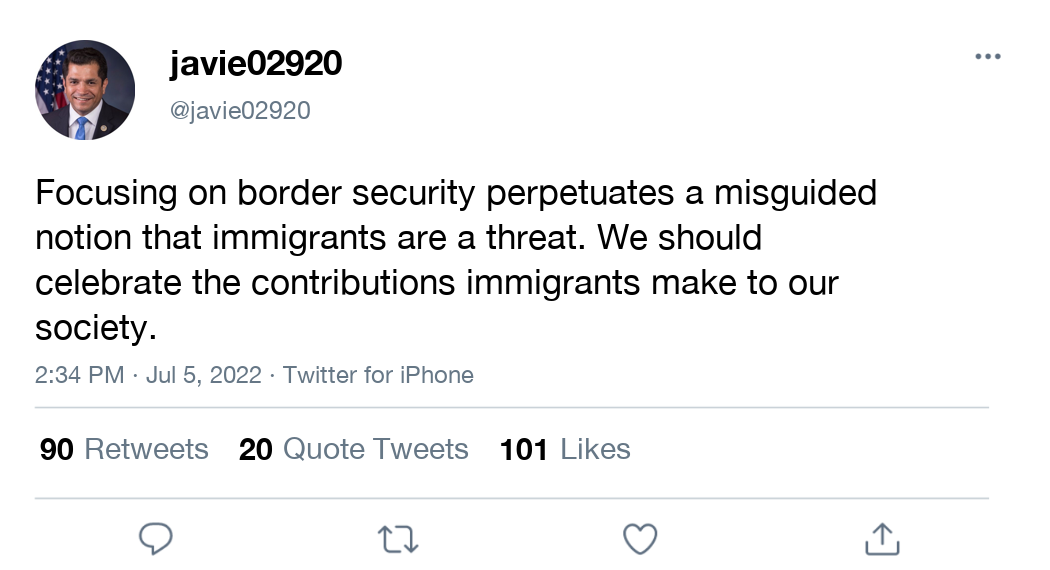 javie02920
@javie02920
Focusing on border security perpetuates a misguided
notion that immigrants are a threat. We should
celebrate the contributions immigrants make to our
society.
2:34 PM · Jul 5, 2022 · Twitter for iPhone
90 Retweets 20 Quote Tweets 101 Likes